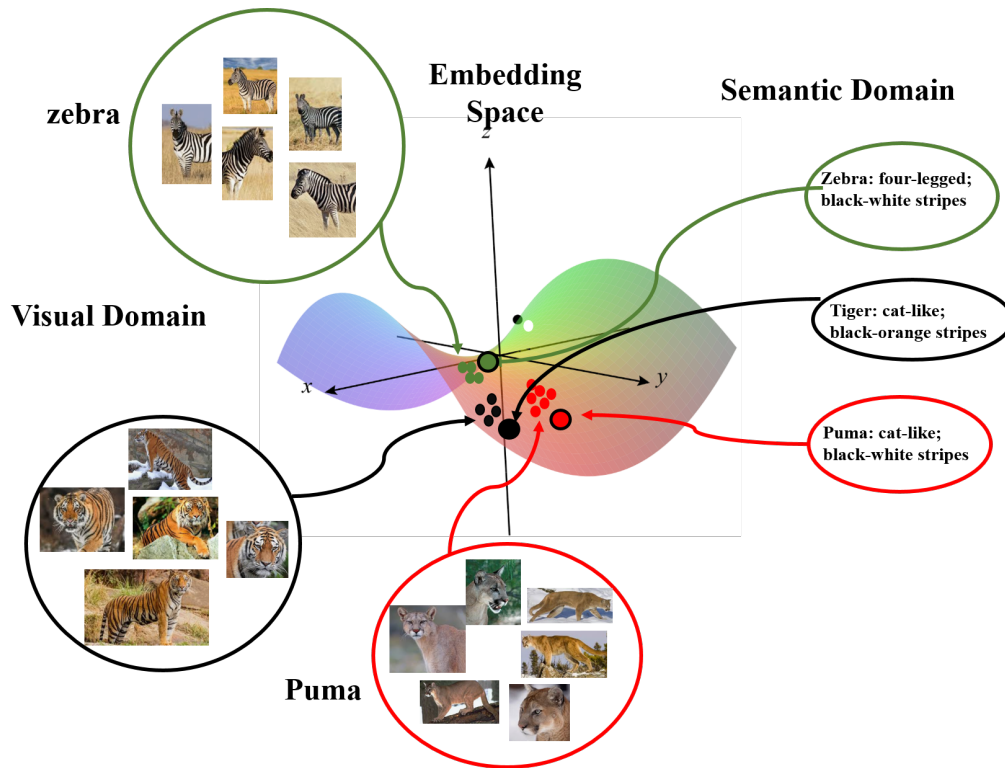 zebra
Embedding
Space
Semantic Domain
z
Zebra: four-legged;
black-white stripes
Visual Domain
Tiger: cat-like;
black-orange stripes
x
y
Puma: cat-like;
black-white stripes
Puma